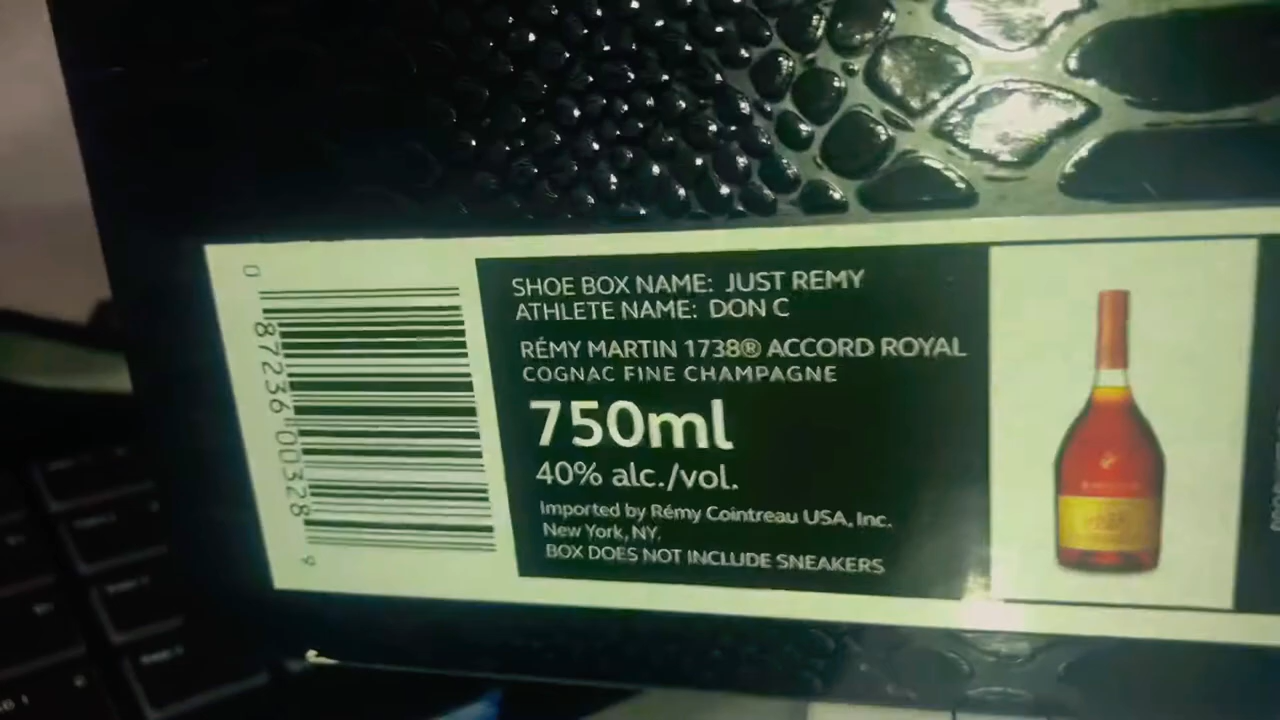 SHOE BOX NAME: JUST REMY
ATHLETE NAME: DON C
RÉMY MARTIN 1738® ACCORD ROYAL
COGNAC FINE CHAMPAGNE
750ml
40% alc./vol.
Imported by Rémy Cointreau USA, Inc.
New York, NY.
BOX DOES NOT INCLUDE SNEAKERS
0 87236 00328 9